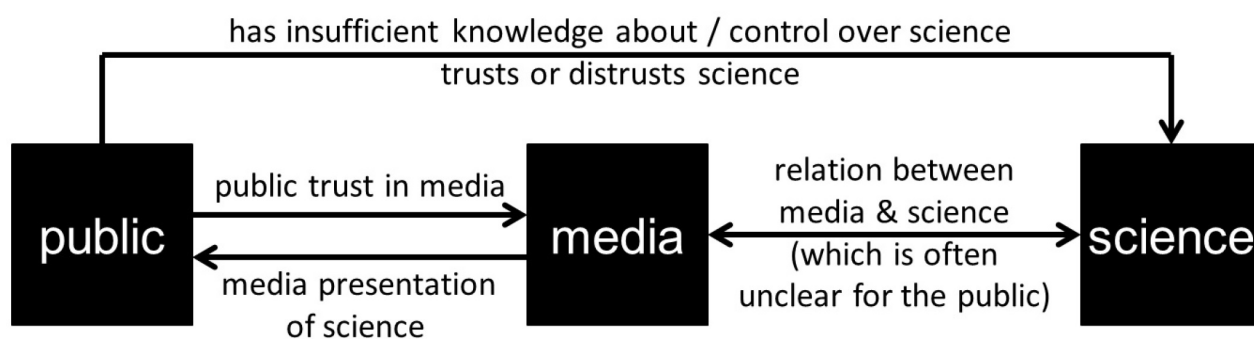 has insufficient knowledge about / control over science
trusts or distrusts science
public
public trust in media
media presentation
of science
media
relation between
media & science
(which is often
unclear for the public)
science